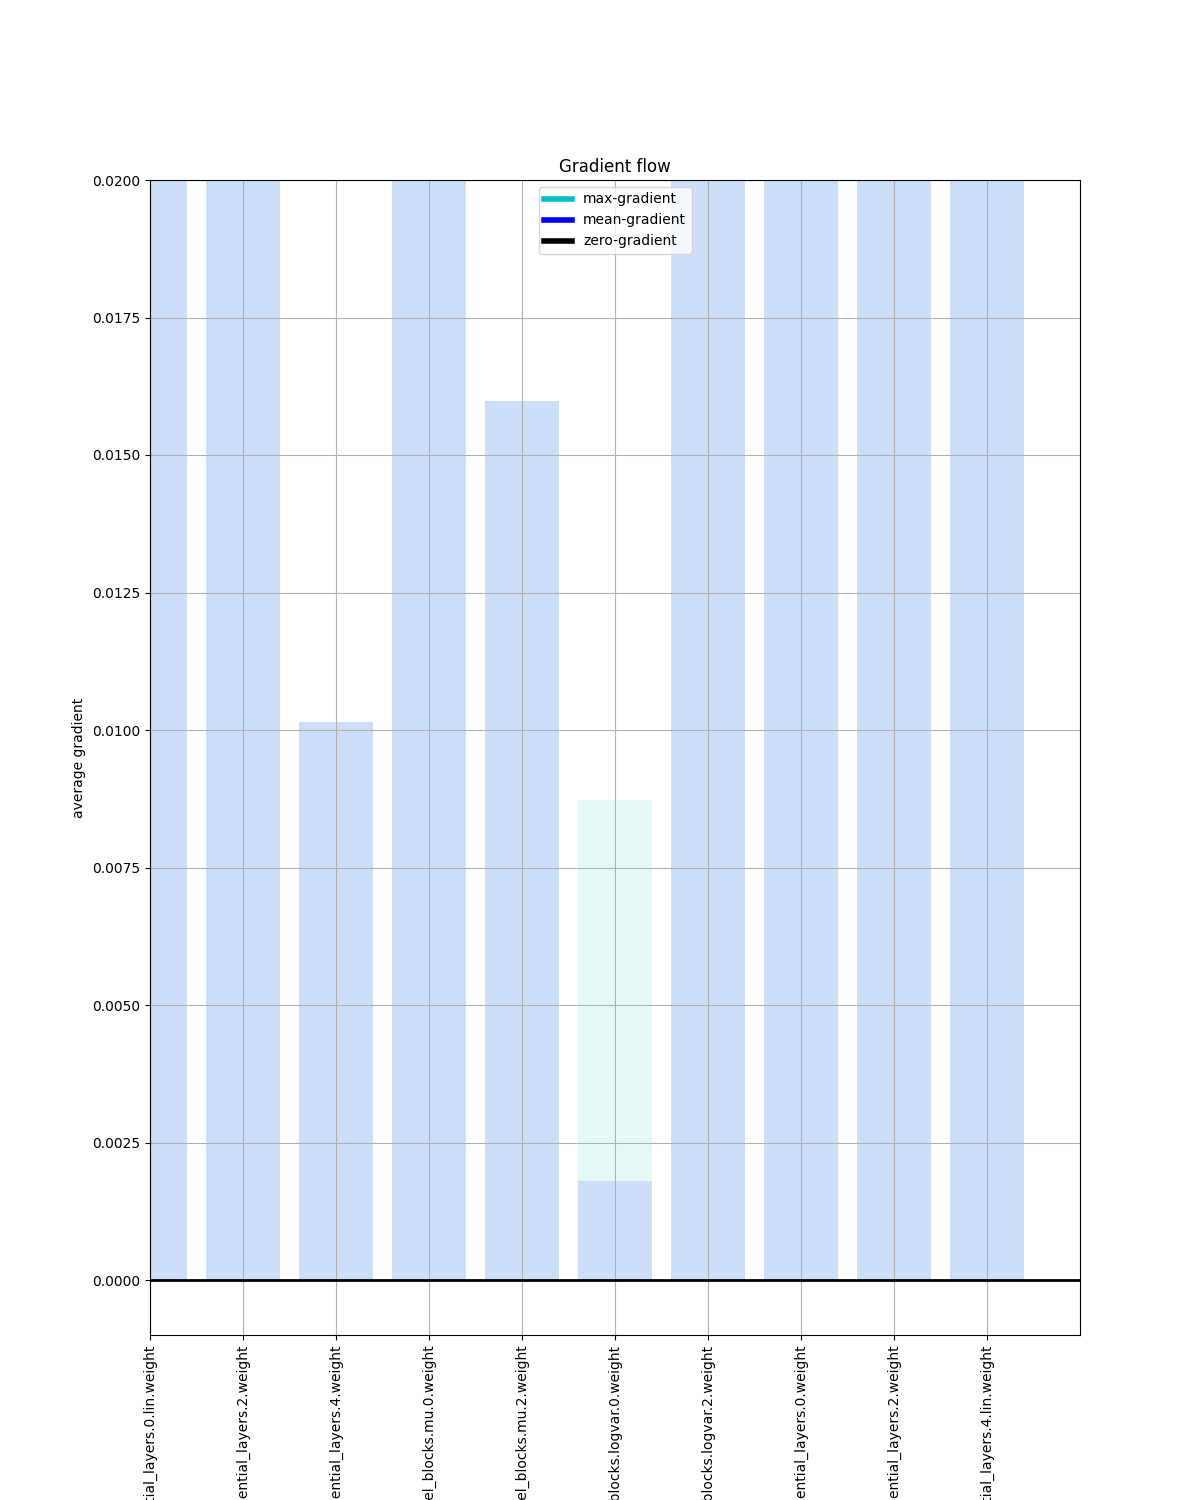 Gradient flow
max-gradient
mean-gradient
zero-gradient
0.0200
0.0175
0.0150
0.0125
0.0100
0.0075
0.0050
0.0025
0.0000
average gradient
tial_layers.0.lin.weight
ential_layers.2.weight
ential_layers.4.weight
el_blocks.mu.0.weight
el_blocks.mu.2.weight
blocks.logvar.0.weight
blocks.logvar.2.weight
ential_layers.0.weight
ential_layers.2.weight
tial_layers.4.lin.weight